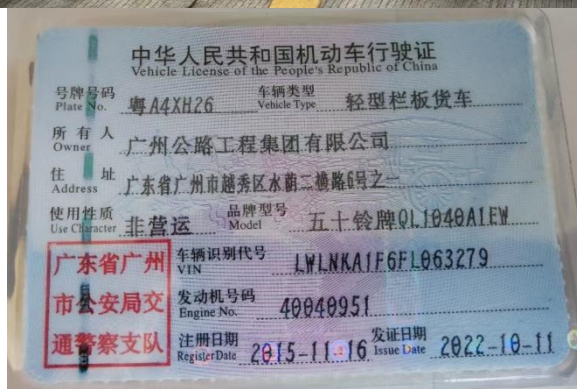 中华人民共和国机动车行驶证
Vehicle License of the People's Republic of China
号牌号码 粤A4XH26 车辆类型 轻型栏板货车
Plate No. Vehicle Type
所有人 广州公路工程集团有限公司
Owner
住址 广东省广州市越秀区水荫二横路6号之一
Address
使用性质 非营运 品牌型号 五十铃牌QL1040A1EW
Use Character Model
广东省广州 车辆识别代号 LWLNKA1F6FL063279
VIN
市公安局交 发动机号码 40040951
Engine No.
通警察支队 注册日期 2015-11-16 发证日期 2022-10-11
Register Date Issue Date